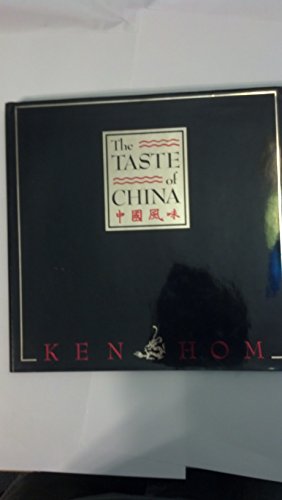 The
TASTE
of
CHINA
中國風味
KEN HOM